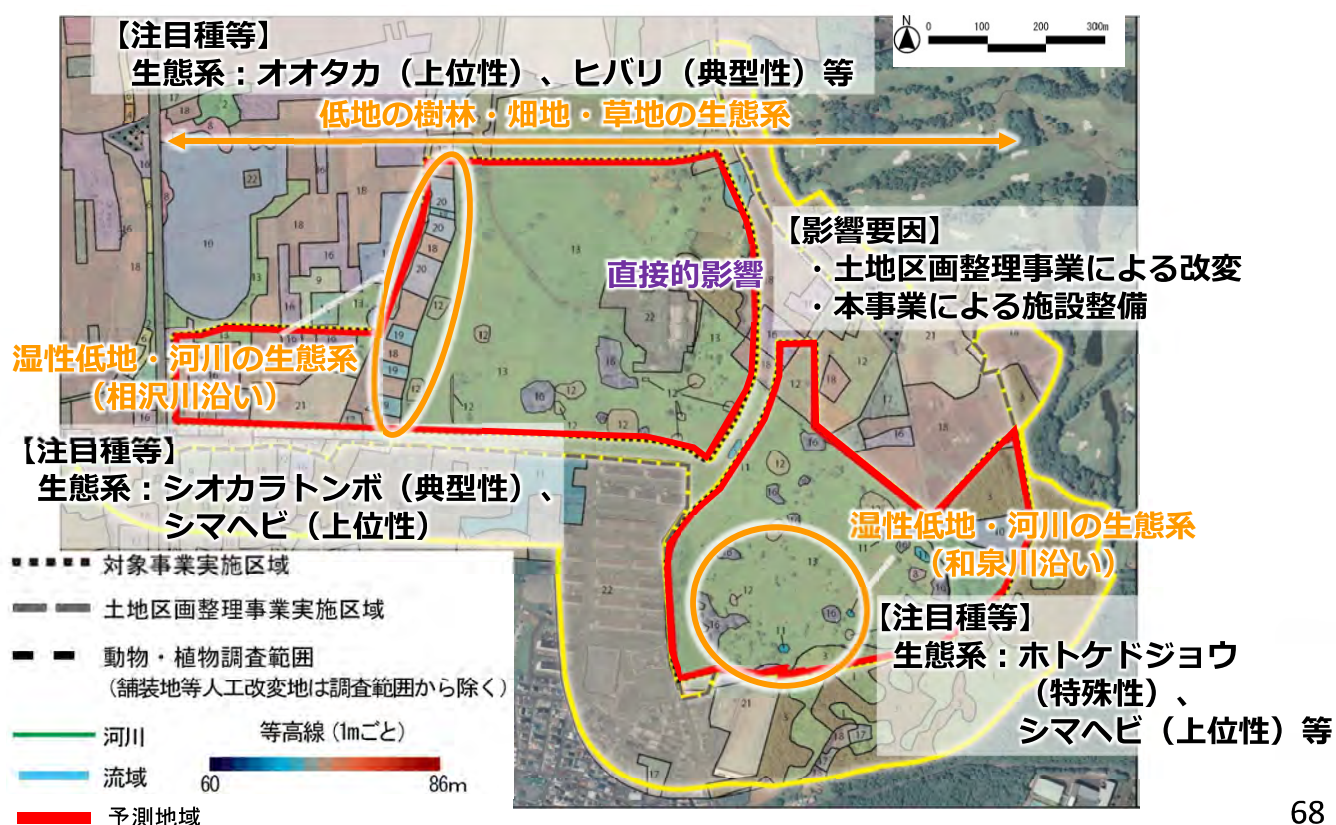 【注目種等】
生態系：オオタカ（上位性）、ヒバリ（典型性）等
低地の樹林・畑地・草地の生態系
N
0 100 200 300m
【影響要因】
・土地区画整理事業による改変
・本事業による施設整備
直接的影響
湿性低地・河川の生態系
（相沢川沿い）
【注目種等】
生態系：シオカラトンボ（典型性）、
シマヘビ（上位性）
湿性低地・河川の生態系
（和泉川沿い）
【注目種等】
生態系：ホトケドジョウ
（特殊性）、
シマヘビ（上位性）等
対象事業実施区域
土地区画整理事業実施区域
動物・植物調査範囲
（舗装地等人工改変地は調査範囲から除く）
河川
等高線（1mごと）
流域
60 86m
予測地域
68